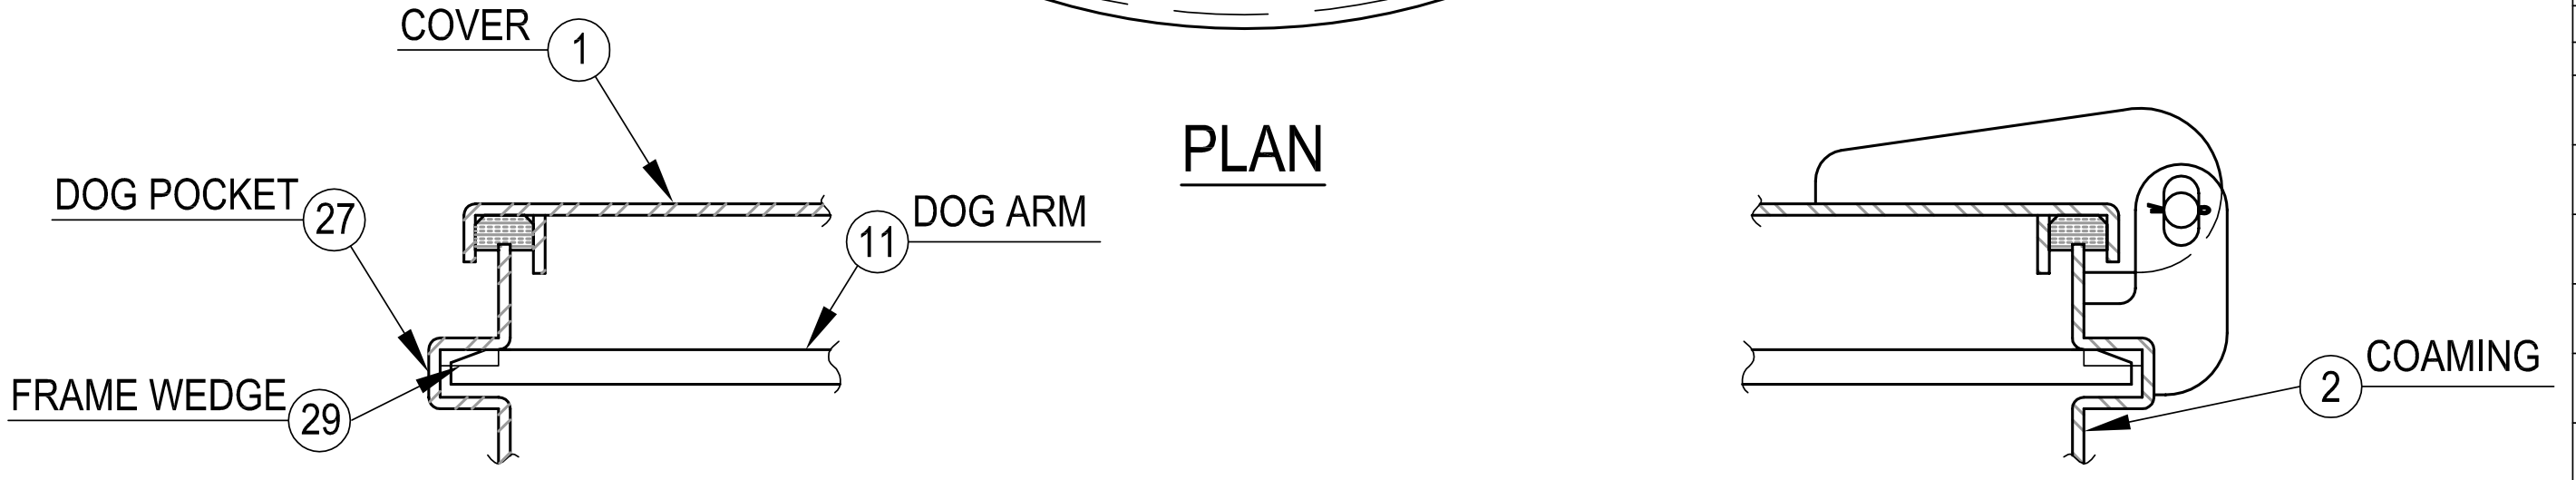 COVER 1
PLAN
DOG POCKET 27
11 DOG ARM
FRAME WEDGE 29
2 COAMING